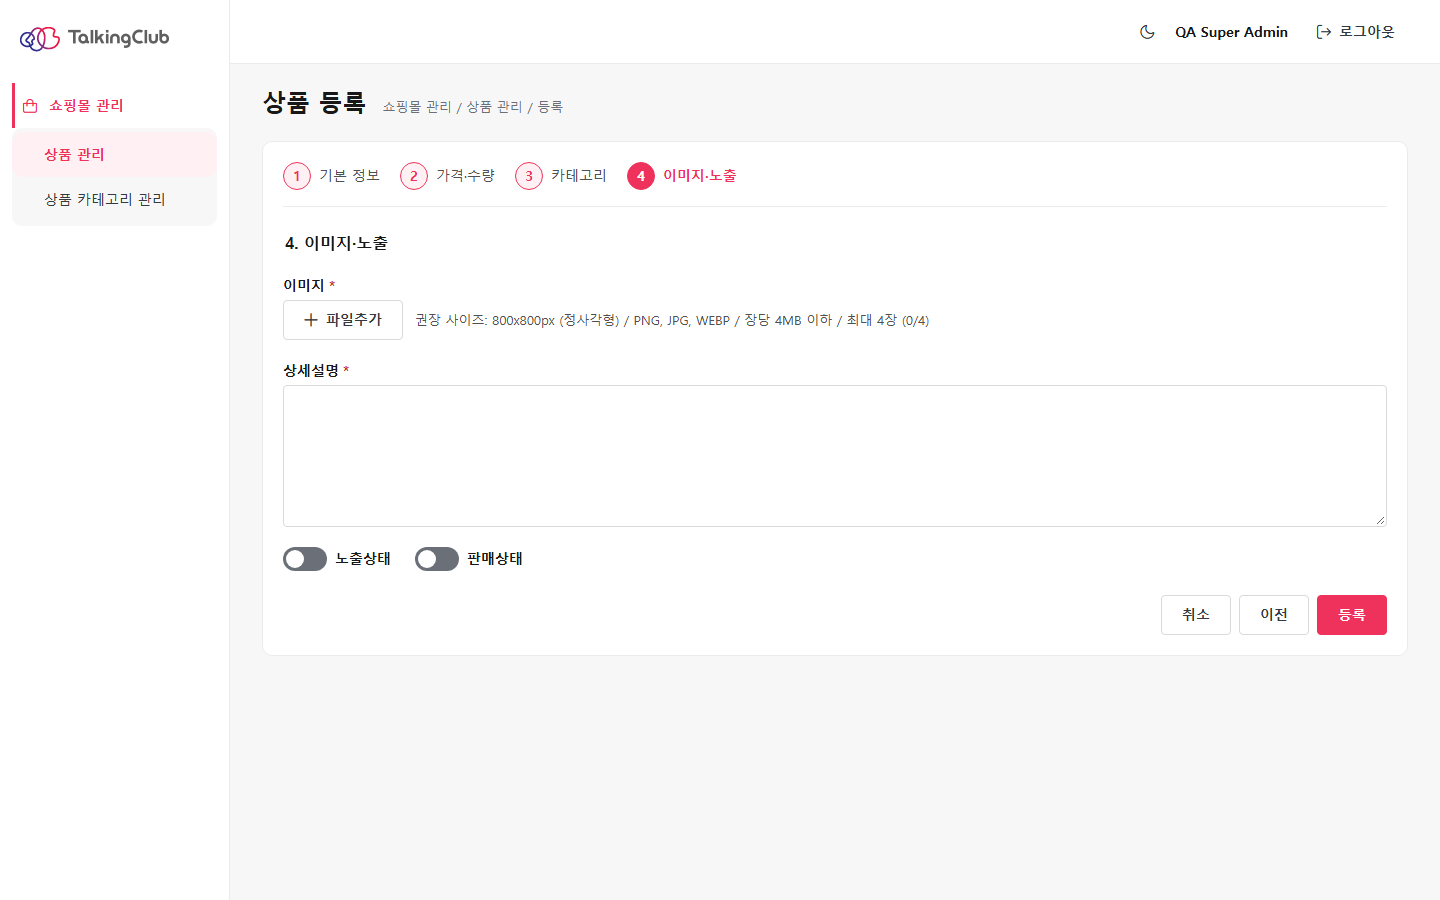 TalkingClub
QA Super Admin
로그아웃
쇼핑몰 관리
상품 관리
상품 카테고리 관리
상품 등록
쇼핑몰 관리 / 상품 관리 / 등록
1 기본 정보 2 가격·수량 3 카테고리 4 이미지·노출
4. 이미지·노출
이미지 *
파일추가 권장 사이즈: 800x800px (정사각형) / PNG, JPG, WEBP / 장당 4MB 이하 / 최대 4장 (0/4)
상세설명 *
노출상태 판매상태
취소 이전 등록